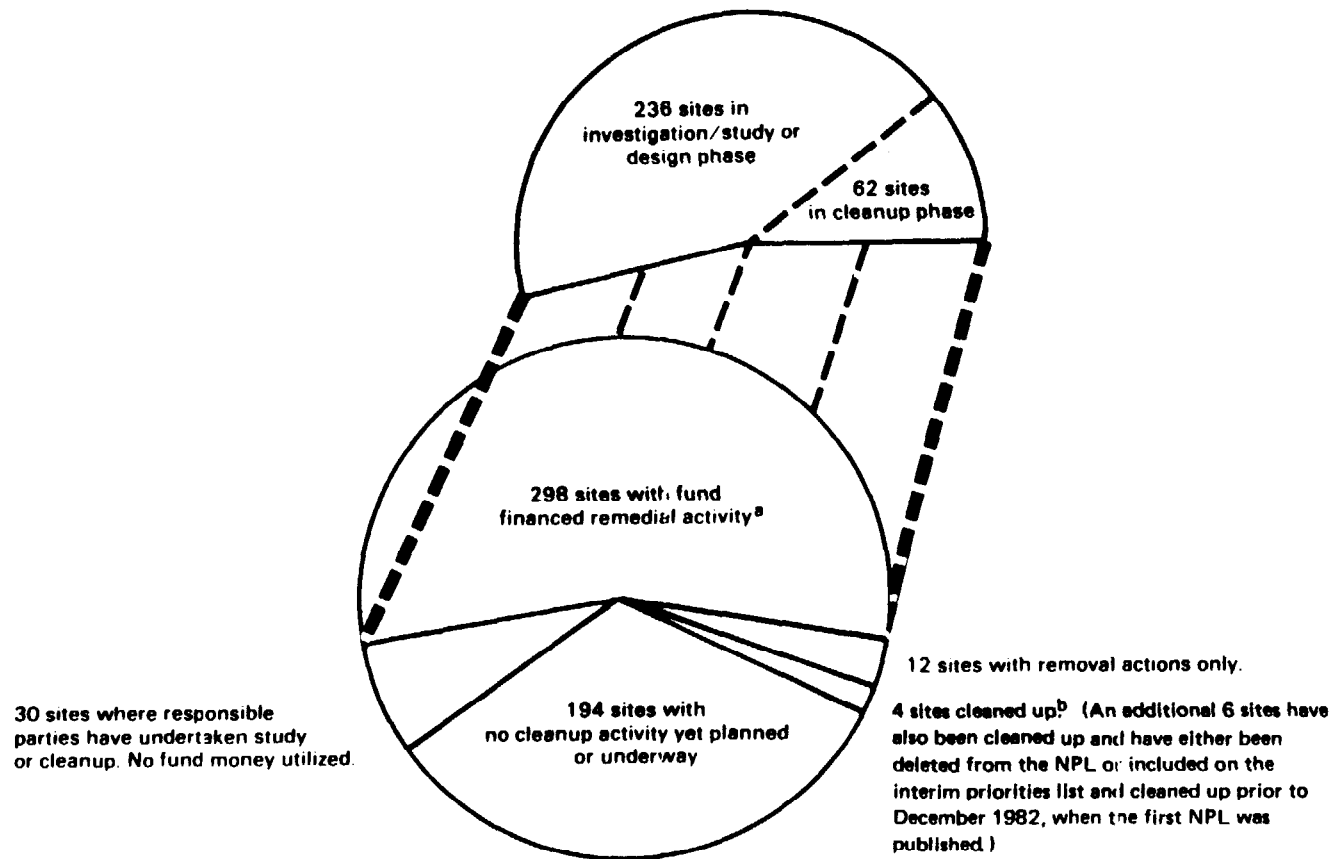 236 sites in
investigation/study or
design phase
62 sites
in cleanup phase
298 sites with fund
financed remedial activity a
12 sites with removal actions only.
30 sites where responsible
parties have undertaken study
or cleanup. No fund money utilized.
194 sites with
no cleanup activity yet planned
or underway
4 sites cleaned up. b (An additional 6 sites have
also been cleaned up and have either been
deleted from the NPL or included on the
interim priorities list and cleaned up prior to
December 1982, when the first NPL was
published.)